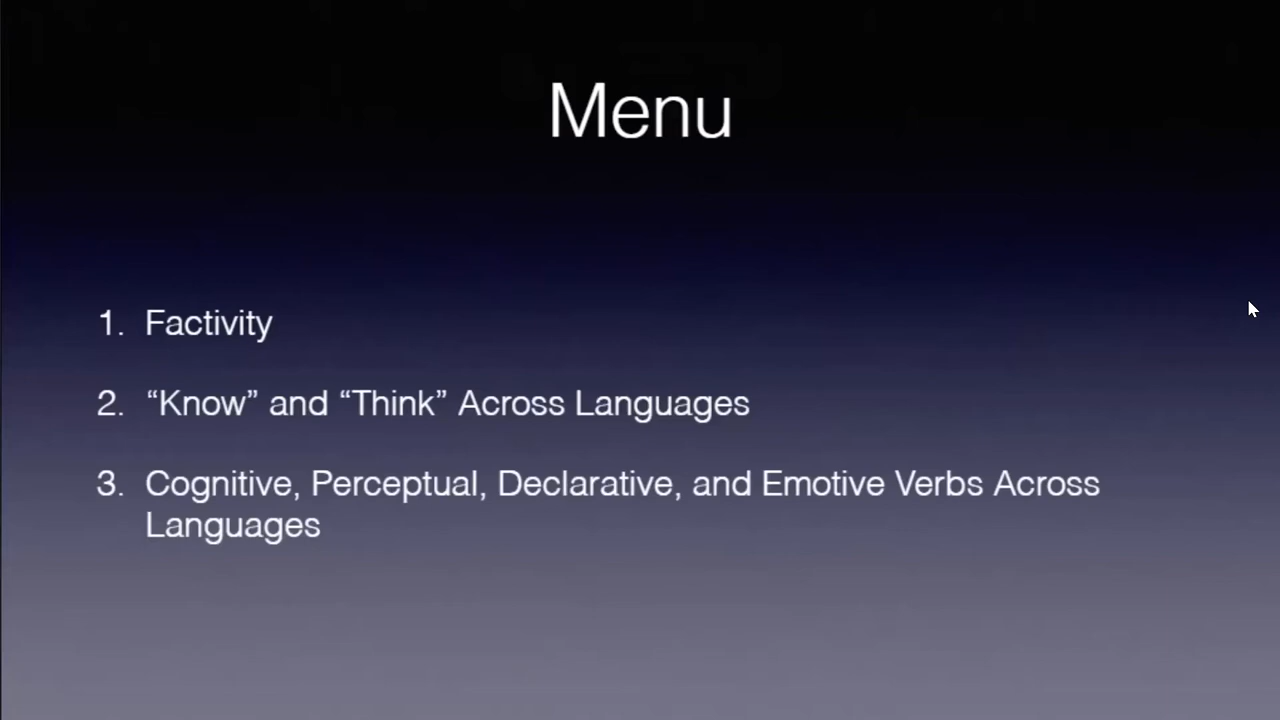 Menu
1. Factivity
2. “Know” and “Think” Across Languages
3. Cognitive, Perceptual, Declarative, and Emotive Verbs Across
Languages